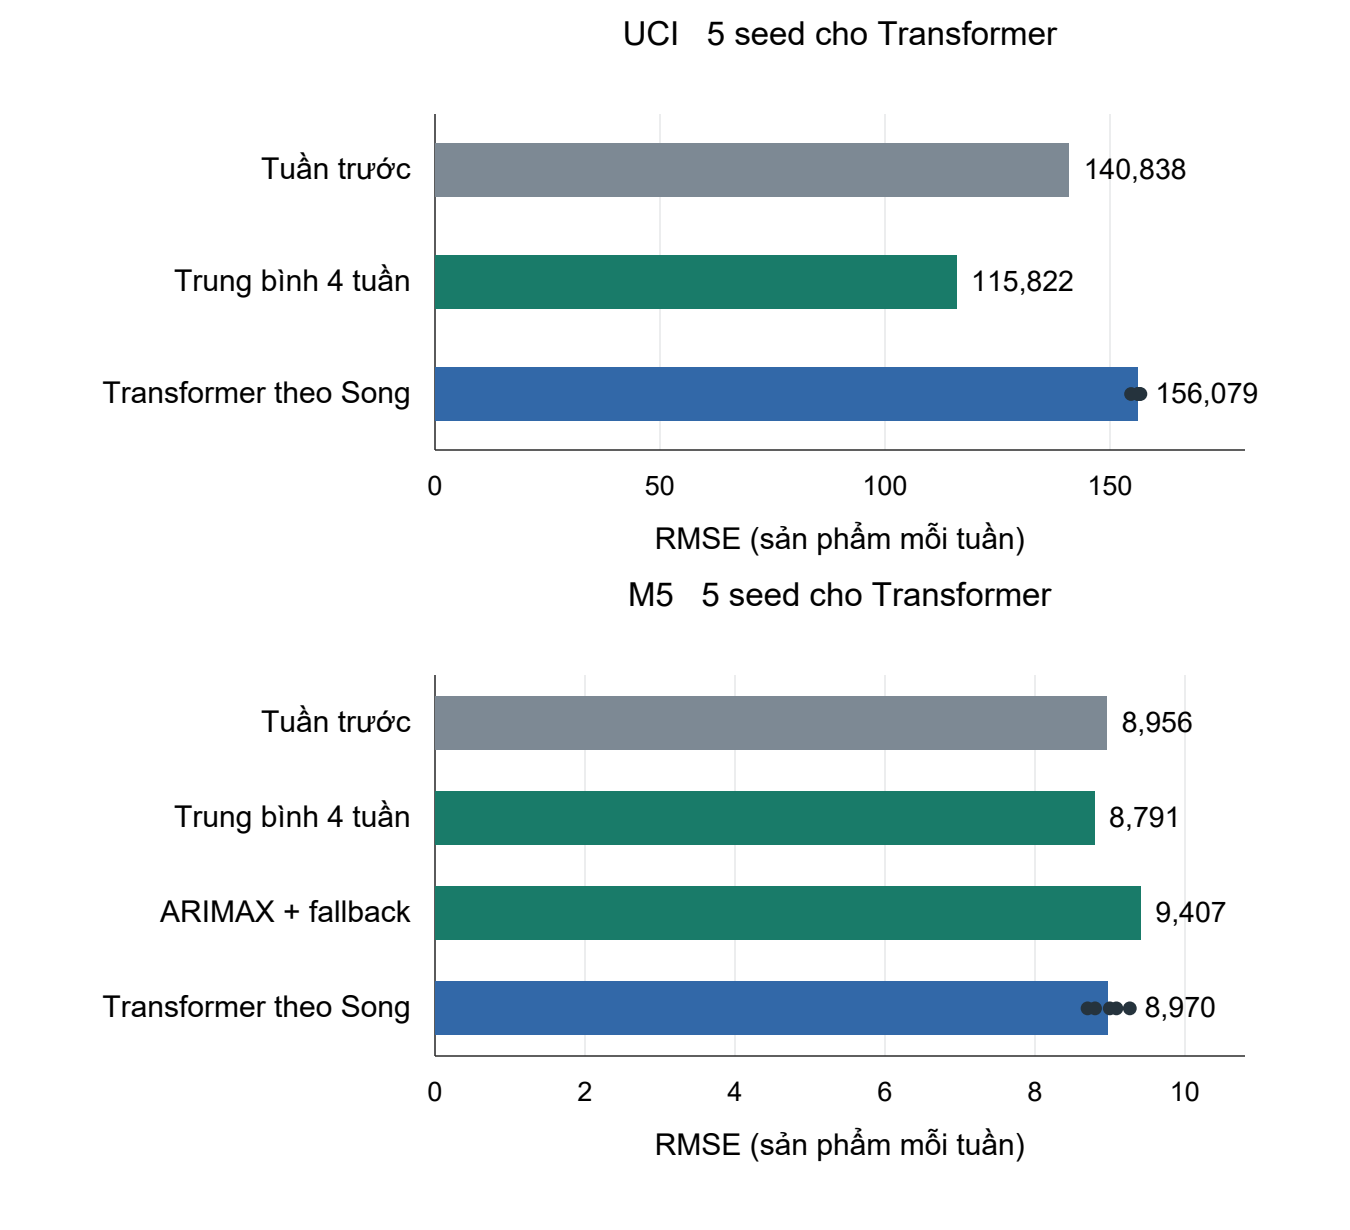 UCI   5 seed cho Transformer
Tuần trước
140,838
Trung bình 4 tuần
115,822
Transformer theo Song
156,079
0 50 100 150
RMSE (sản phẩm mỗi tuần)
M5   5 seed cho Transformer
Tuần trước
8,956
Trung bình 4 tuần
8,791
ARIMAX + fallback
9,407
Transformer theo Song
8,970
0 2 4 6 8 10
RMSE (sản phẩm mỗi tuần)